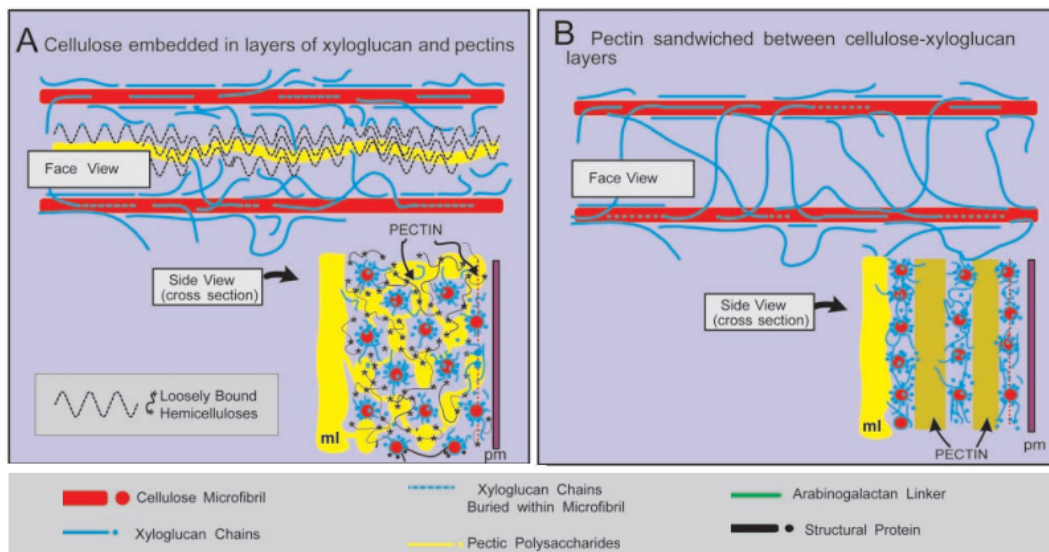 A Cellulose embedded in layers of xyloglucan and pectins
Face View
PECTIN
Side View
(cross section)
Loosely Bound
Hemicelluloses
ml
pm
B Pectin sandwiched between cellulose-xyloglucan
layers
Face View
Side View
(cross section)
ml
PECTIN
pm
Cellulose Microfibril
Xyloglucan Chains
Xyloglucan Chains
Buried within Microfibril
Pectic Polysaccharides
Arabinogalactan Linker
Structural Protein